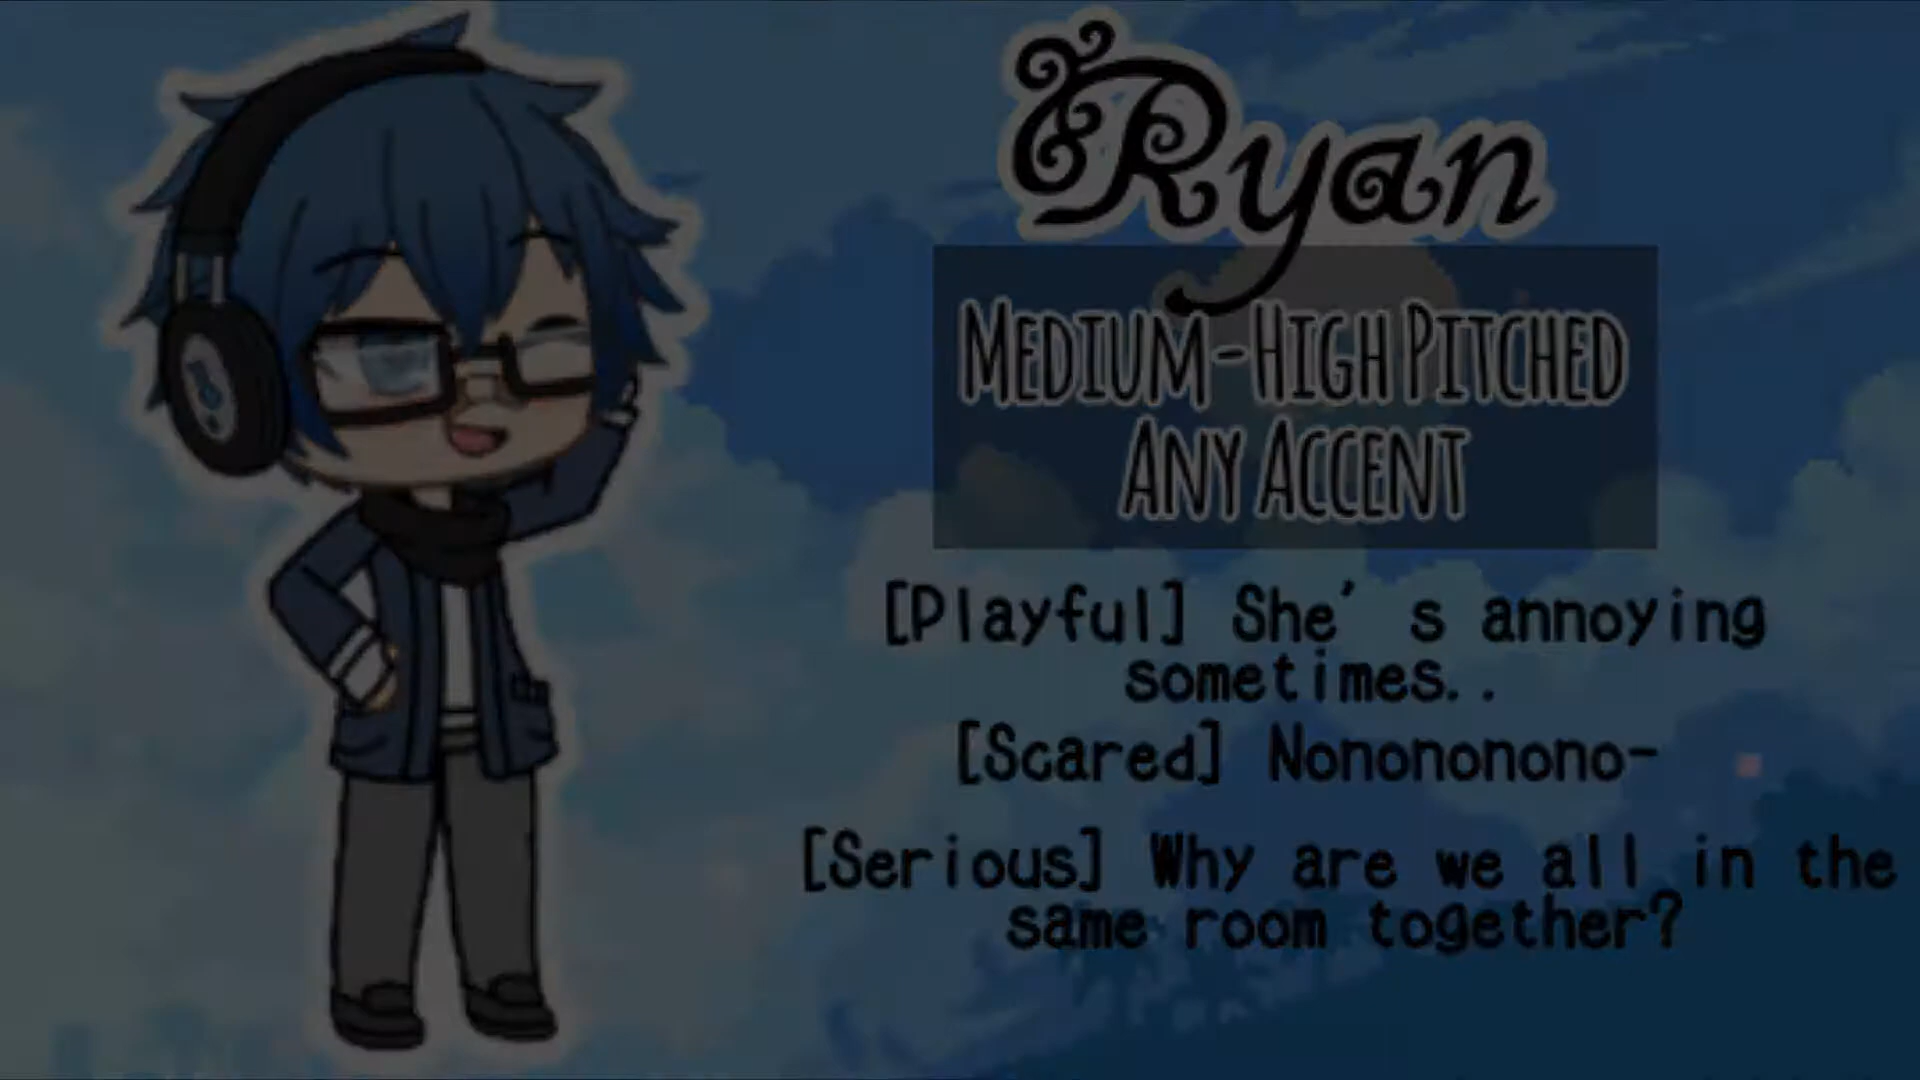 Ryan
MEDIUM-HIGH PITCHED
ANY ACCENT
[Playful] She's annoying
sometimes..
[Scared] Nonononono-
[Serious] Why are we all in the
same room together?